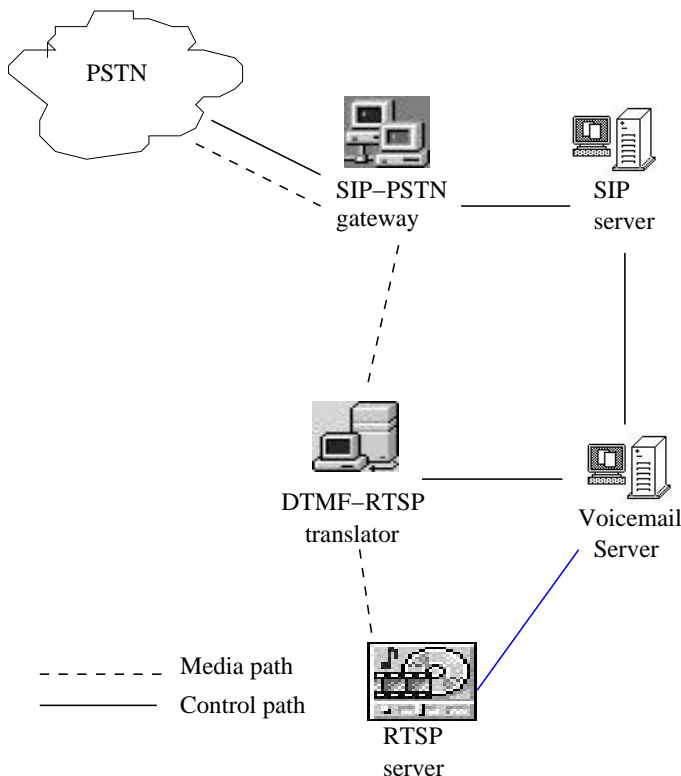 PSTN
SIP–PSTN
gateway
SIP
server
DTMF–RTSP
translator
Voicemail
Server
Media path
Control path
RTSP
server